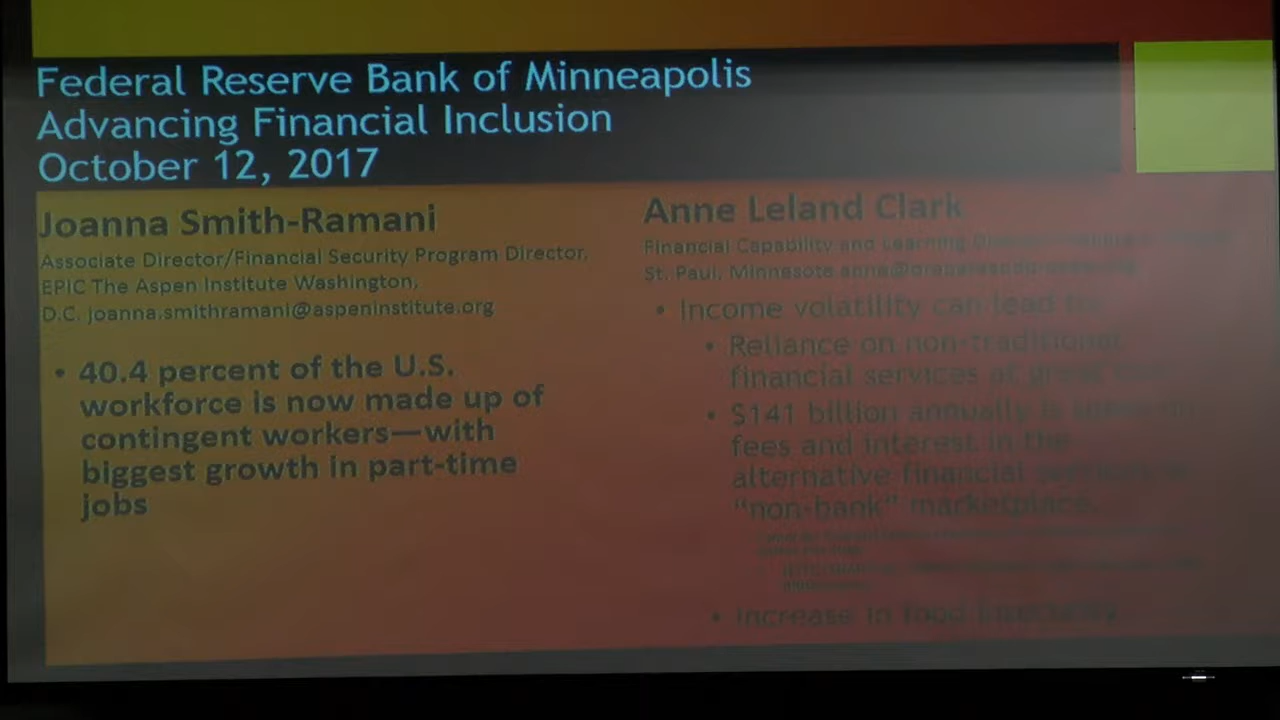 Federal Reserve Bank of Minneapolis
Advancing Financial Inclusion
October 12, 2017
Joanna Smith-Ramani
Associate Director/Financial Security Program Director,
EPIC The Aspen Institute Washington,
D.C. joanna.smithramani@aspeninstitute.org
• 40.4 percent of the U.S.
workforce is now made up of
contingent workers—with
biggest growth in part-time
jobs
Anne Leland Clark
Financial Capability and Learning
St. Paul, Minnesota
• Income volatility can lead to:
• Reliance on non-traditional
financial services at great
• $141 billion annually is
fees and interest in the
alternative financial
"non-bank" marketplace
• Increase in food insecurity